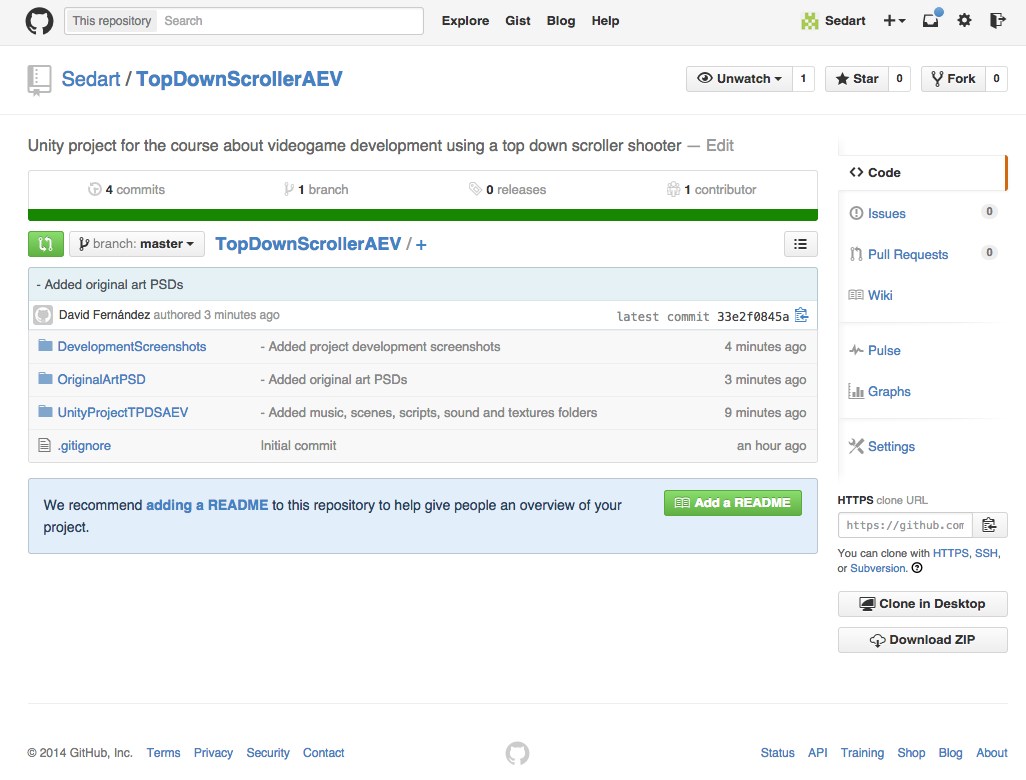 This repository Search Explore Gist Blog Help Sedart
Sedart / TopDownScrollerAEV Unwatch 1 Star 0 Fork 0
Unity project for the course about videogame development using a top down scroller shooter — Edit
4 commits 1 branch 0 releases 1 contributor
branch: master TopDownScrollerAEV / +
- Added original art PSDs
David Fernández authored 3 minutes ago latest commit 33e2f0845a
DevelopmentScreenshots - Added project development screenshots 4 minutes ago
OriginalArtPSD - Added original art PSDs 3 minutes ago
UnityProjectTPDSAEV - Added music, scenes, scripts, sound and textures folders 9 minutes ago
.gitignore Initial commit an hour ago
We recommend adding a README to this repository to help give people an overview of your
project.
Add a README
Code
Issues 0
Pull Requests 0
Wiki
Pulse
Graphs
Settings
HTTPS clone URL
https://github.com
You can clone with HTTPS, SSH,
or Subversion.
Clone in Desktop
Download ZIP
© 2014 GitHub, Inc. Terms Privacy Security Contact Status API Training Shop Blog About